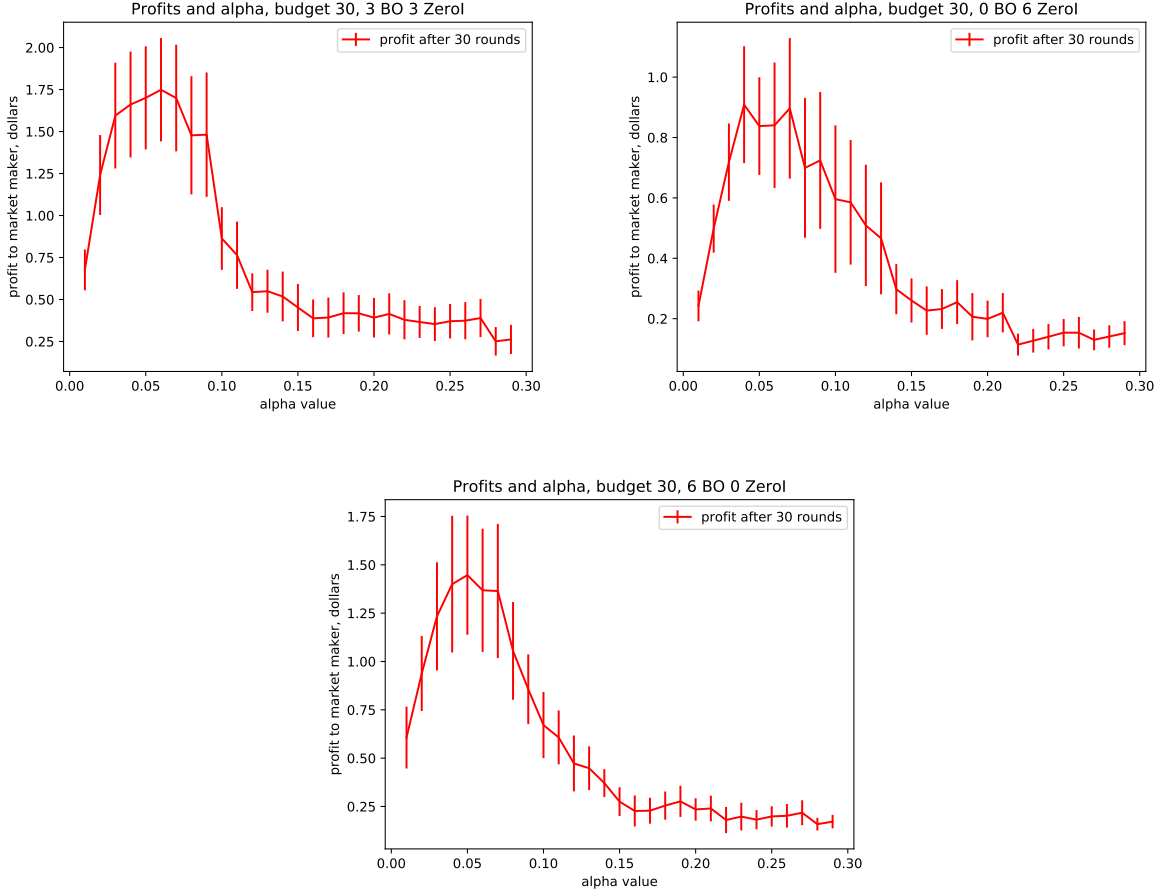 Profits and alpha, budget 30, 3 BO 3 ZeroI
profit after 30 rounds
profit to market maker, dollars
2.00
1.75
1.50
1.25
1.00
0.75
0.50
0.25
0.00 0.05 0.10 0.15 0.20 0.25 0.30
alpha value
Profits and alpha, budget 30, 0 BO 6 ZeroI
profit after 30 rounds
profit to market maker, dollars
1.0
0.8
0.6
0.4
0.2
0.00 0.05 0.10 0.15 0.20 0.25 0.30
alpha value
Profits and alpha, budget 30, 6 BO 0 ZeroI
profit after 30 rounds
profit to market maker, dollars
1.75
1.50
1.25
1.00
0.75
0.50
0.25
0.00 0.05 0.10 0.15 0.20 0.25 0.30
alpha value